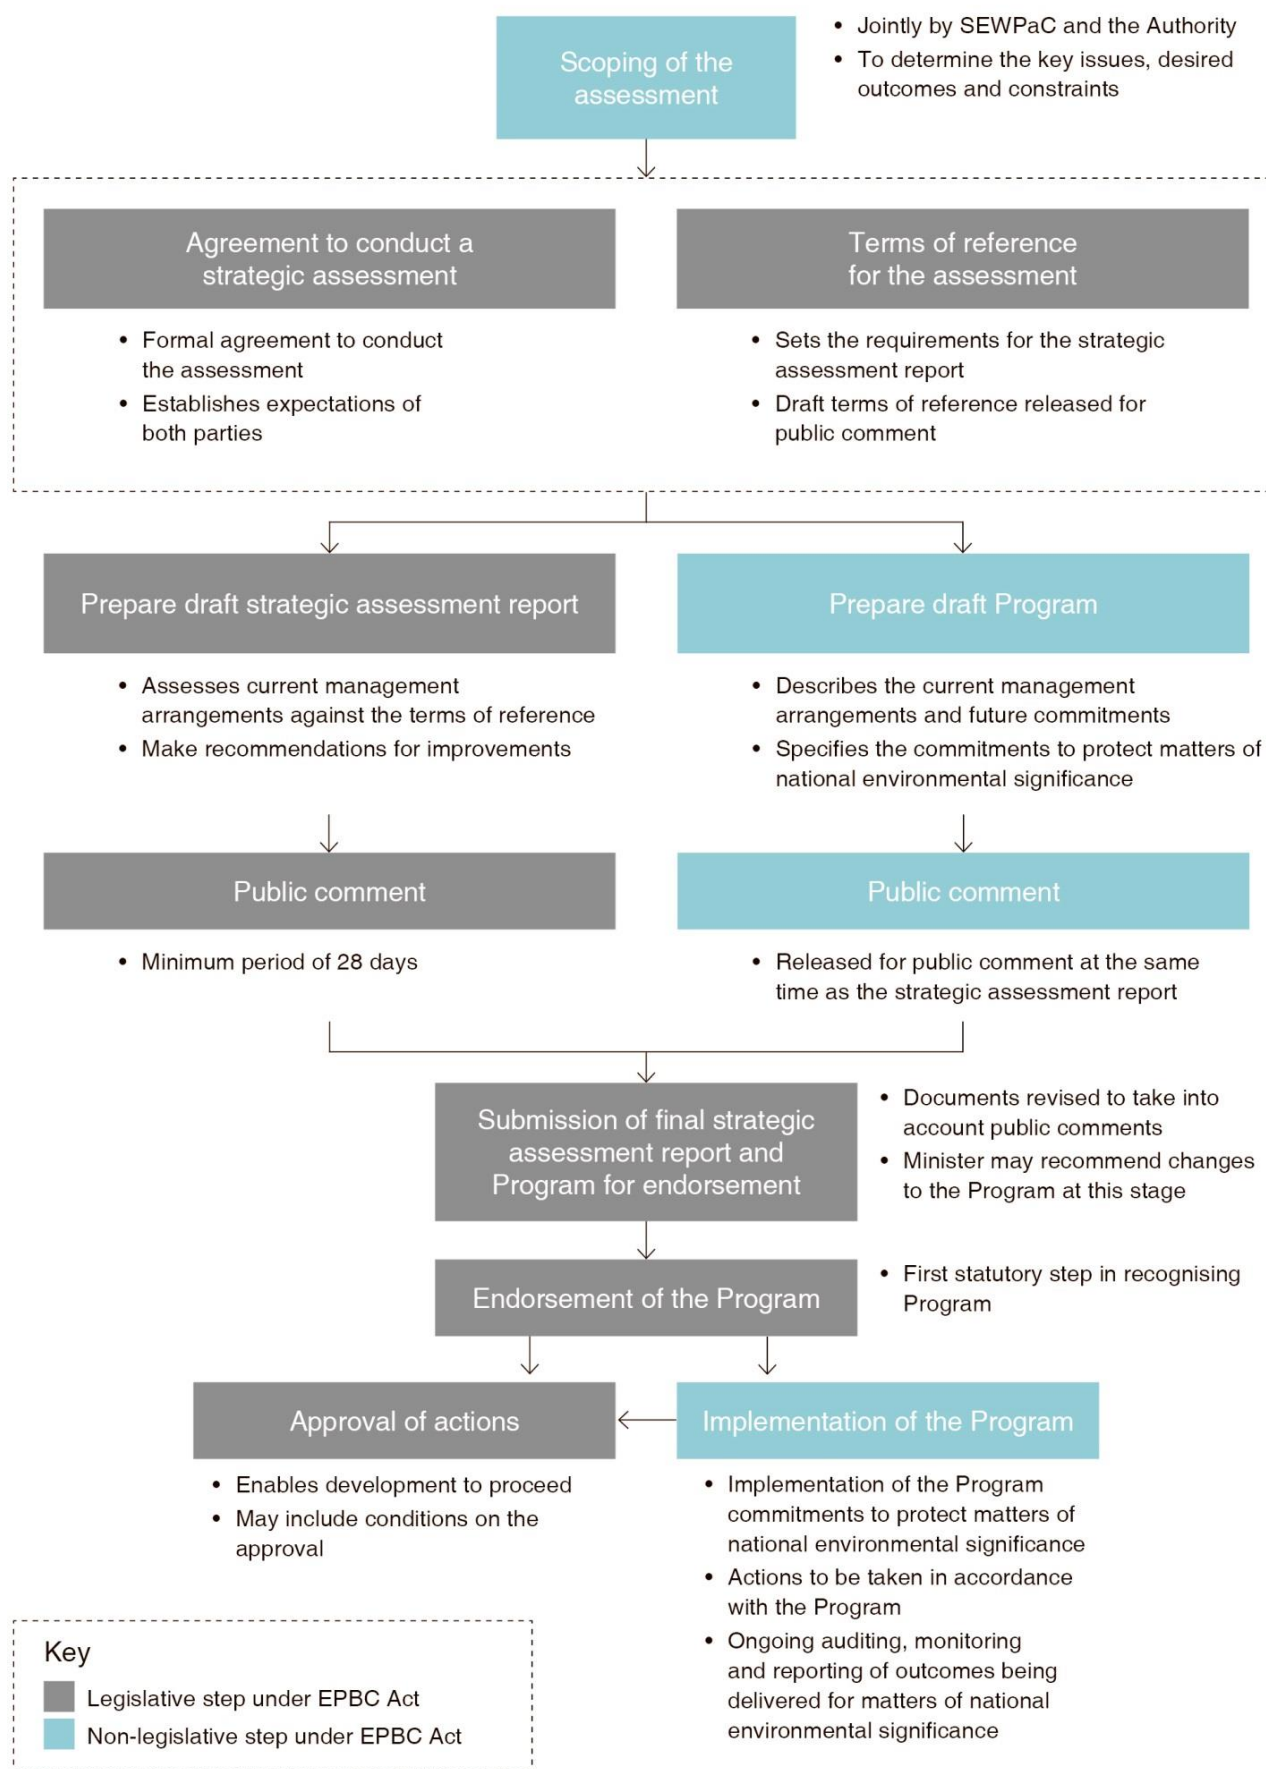 Scoping of the
assessment
• Jointly by SEWPaC and the Authority
• To determine the key issues, desired
outcomes and constraints
Agreement to conduct a
strategic assessment
• Formal agreement to conduct
the assessment
• Establishes expectations of
both parties
Terms of reference
for the assessment
• Sets the requirements for the strategic
assessment report
• Draft terms of reference released for
public comment
Prepare draft strategic assessment report
• Assesses current management
arrangements against the terms of reference
• Make recommendations for improvements
Prepare draft Program
• Describes the current management
arrangements and future commitments
• Specifies the commitments to protect matters of
national environmental significance
Public comment
• Minimum period of 28 days
Public comment
• Released for public comment at the same
time as the strategic assessment report
Submission of final strategic
assessment report and
Program for endorsement
• Documents revised to take into
account public comments
• Minister may recommend changes
to the Program at this stage
Endorsement of the Program
• First statutory step in recognising
Program
Approval of actions
• Enables development to proceed
• May include conditions on the
approval
Implementation of the Program
• Implementation of the Program
commitments to protect matters of
national environmental significance
• Actions to be taken in accordance
with the Program
• Ongoing auditing, monitoring
and reporting of outcomes being
delivered for matters of national
environmental significance
Key
Legislative step under EPBC Act
Non-legislative step under EPBC Act